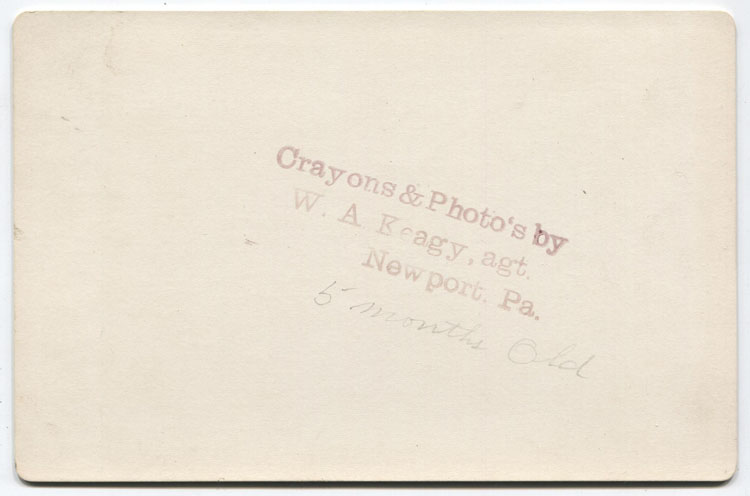 Crayons & Photo's by
W. A Keagy, agt.
Newport. Pa.
5 months Old